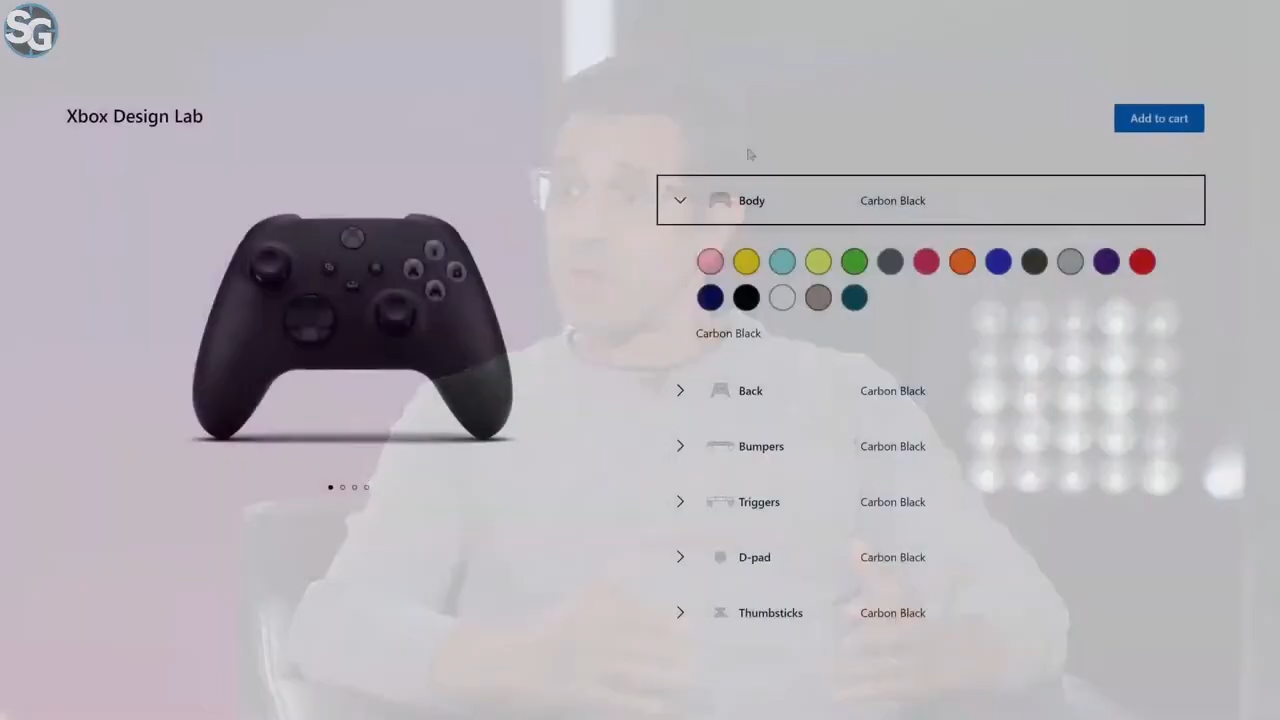 SG
Xbox Design Lab
Add to cart
Body Carbon Black
Carbon Black
Back Carbon Black
Bumpers Carbon Black
Triggers Carbon Black
D-pad Carbon Black
Thumbsticks Carbon Black